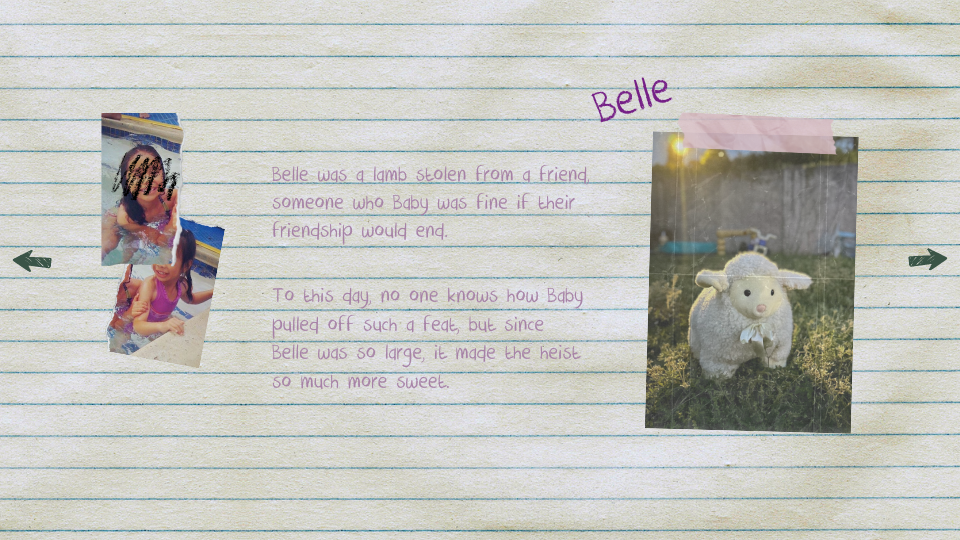 Belle
Belle was a lamb stolen from a friend,
someone who Baby was fine if their
friendship would end.
To this day, no one knows how Baby
pulled off such a feat, but since
Belle was so large, it made the heist
so much more sweet.